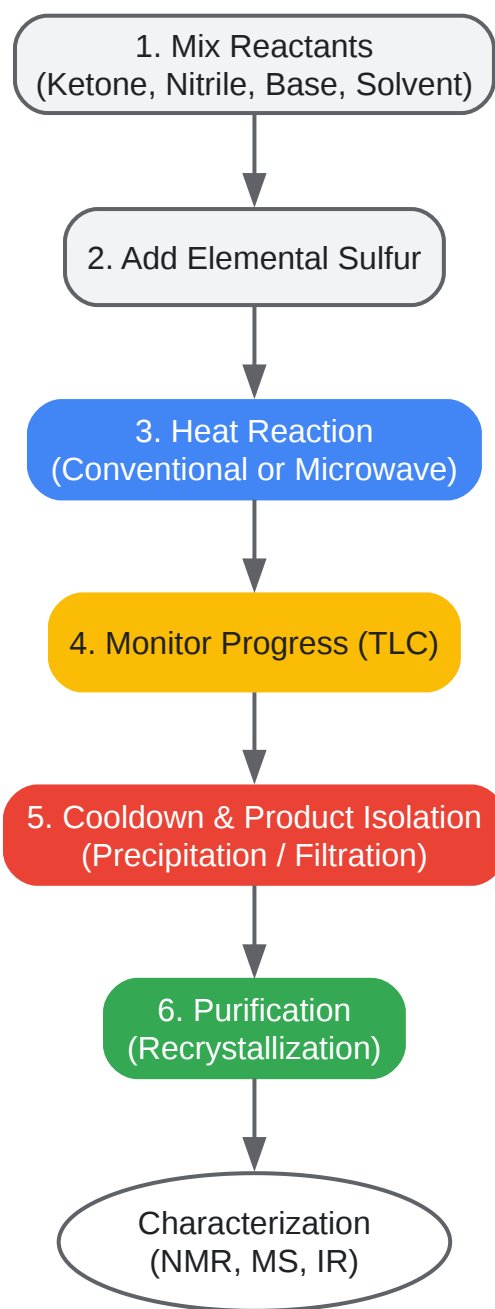 1. Mix Reactants
(Ketone, Nitrile, Base, Solvent)
2. Add Elemental Sulfur
3. Heat Reaction
(Conventional or Microwave)
4. Monitor Progress (TLC)
5. Cooldown & Product Isolation
(Precipitation / Filtration)
6. Purification
(Recrystallization)
Characterization
(NMR, MS, IR)